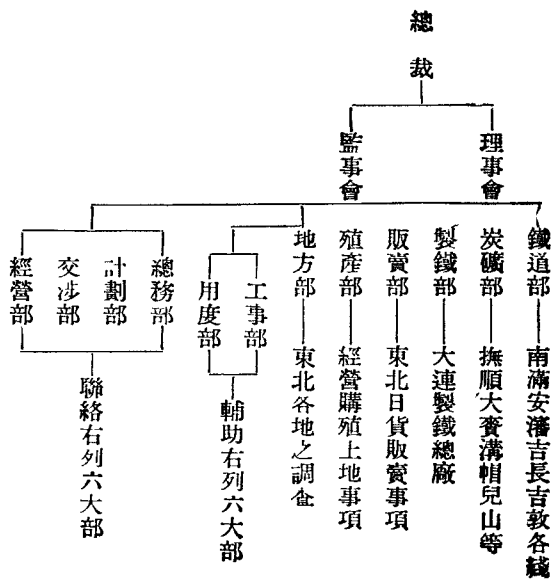 總裁
理事會
監事會
鐵道部
南滿安瀋吉長吉敦各綫
炭礦部
撫順大窰溝帽兒山等
製鐵部
大連製鐵總廠
販賣部
東北日貨販賣事項
殖產部
經營購殖土地事項
地方部
東北各地之調查
工事部
用度部
輔助右列六大部
總務部
計劃部
交涉部
經營部
聯絡右列六大部